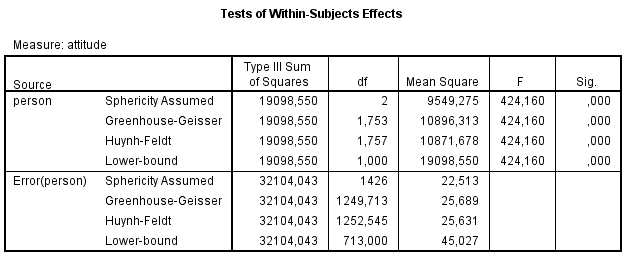 Tests of Within-Subjects Effects
Measure: attitude
Source Type III Sum of Squares df Mean Square F Sig.
person Sphericity Assumed 19098,550 2 9549,275 424,160 ,000
Greenhouse-Geisser 19098,550 1,753 10896,313 424,160 ,000
Huynh-Feldt 19098,550 1,757 10871,678 424,160 ,000
Lower-bound 19098,550 1,000 19098,550 424,160 ,000
Error(person) Sphericity Assumed 32104,043 1426 22,513
Greenhouse-Geisser 32104,043 1249,713 25,689
Huynh-Feldt 32104,043 1252,545 25,631
Lower-bound 32104,043 713,000 45,027